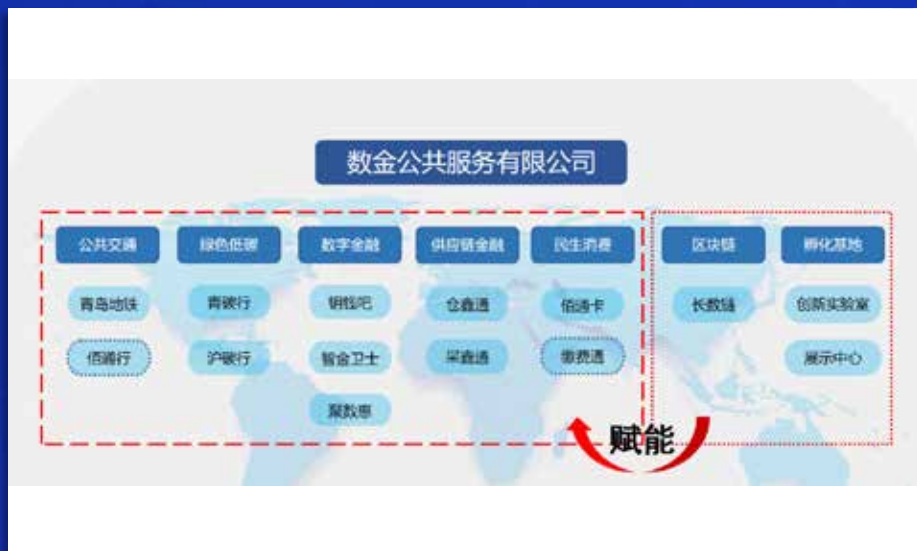 数金公共服务有限公司
公共交通 绿色低碳 数字金融 供应链金融 民生消费 区块链 孵化基地
青岛地铁 青碳行 钥钱吧 仓鑫通 佰通卡 长数链 创新实验室
佰通行 沪碳行 智金卫士 采鑫通 缴费通 展示中心
聚数惠
赋能